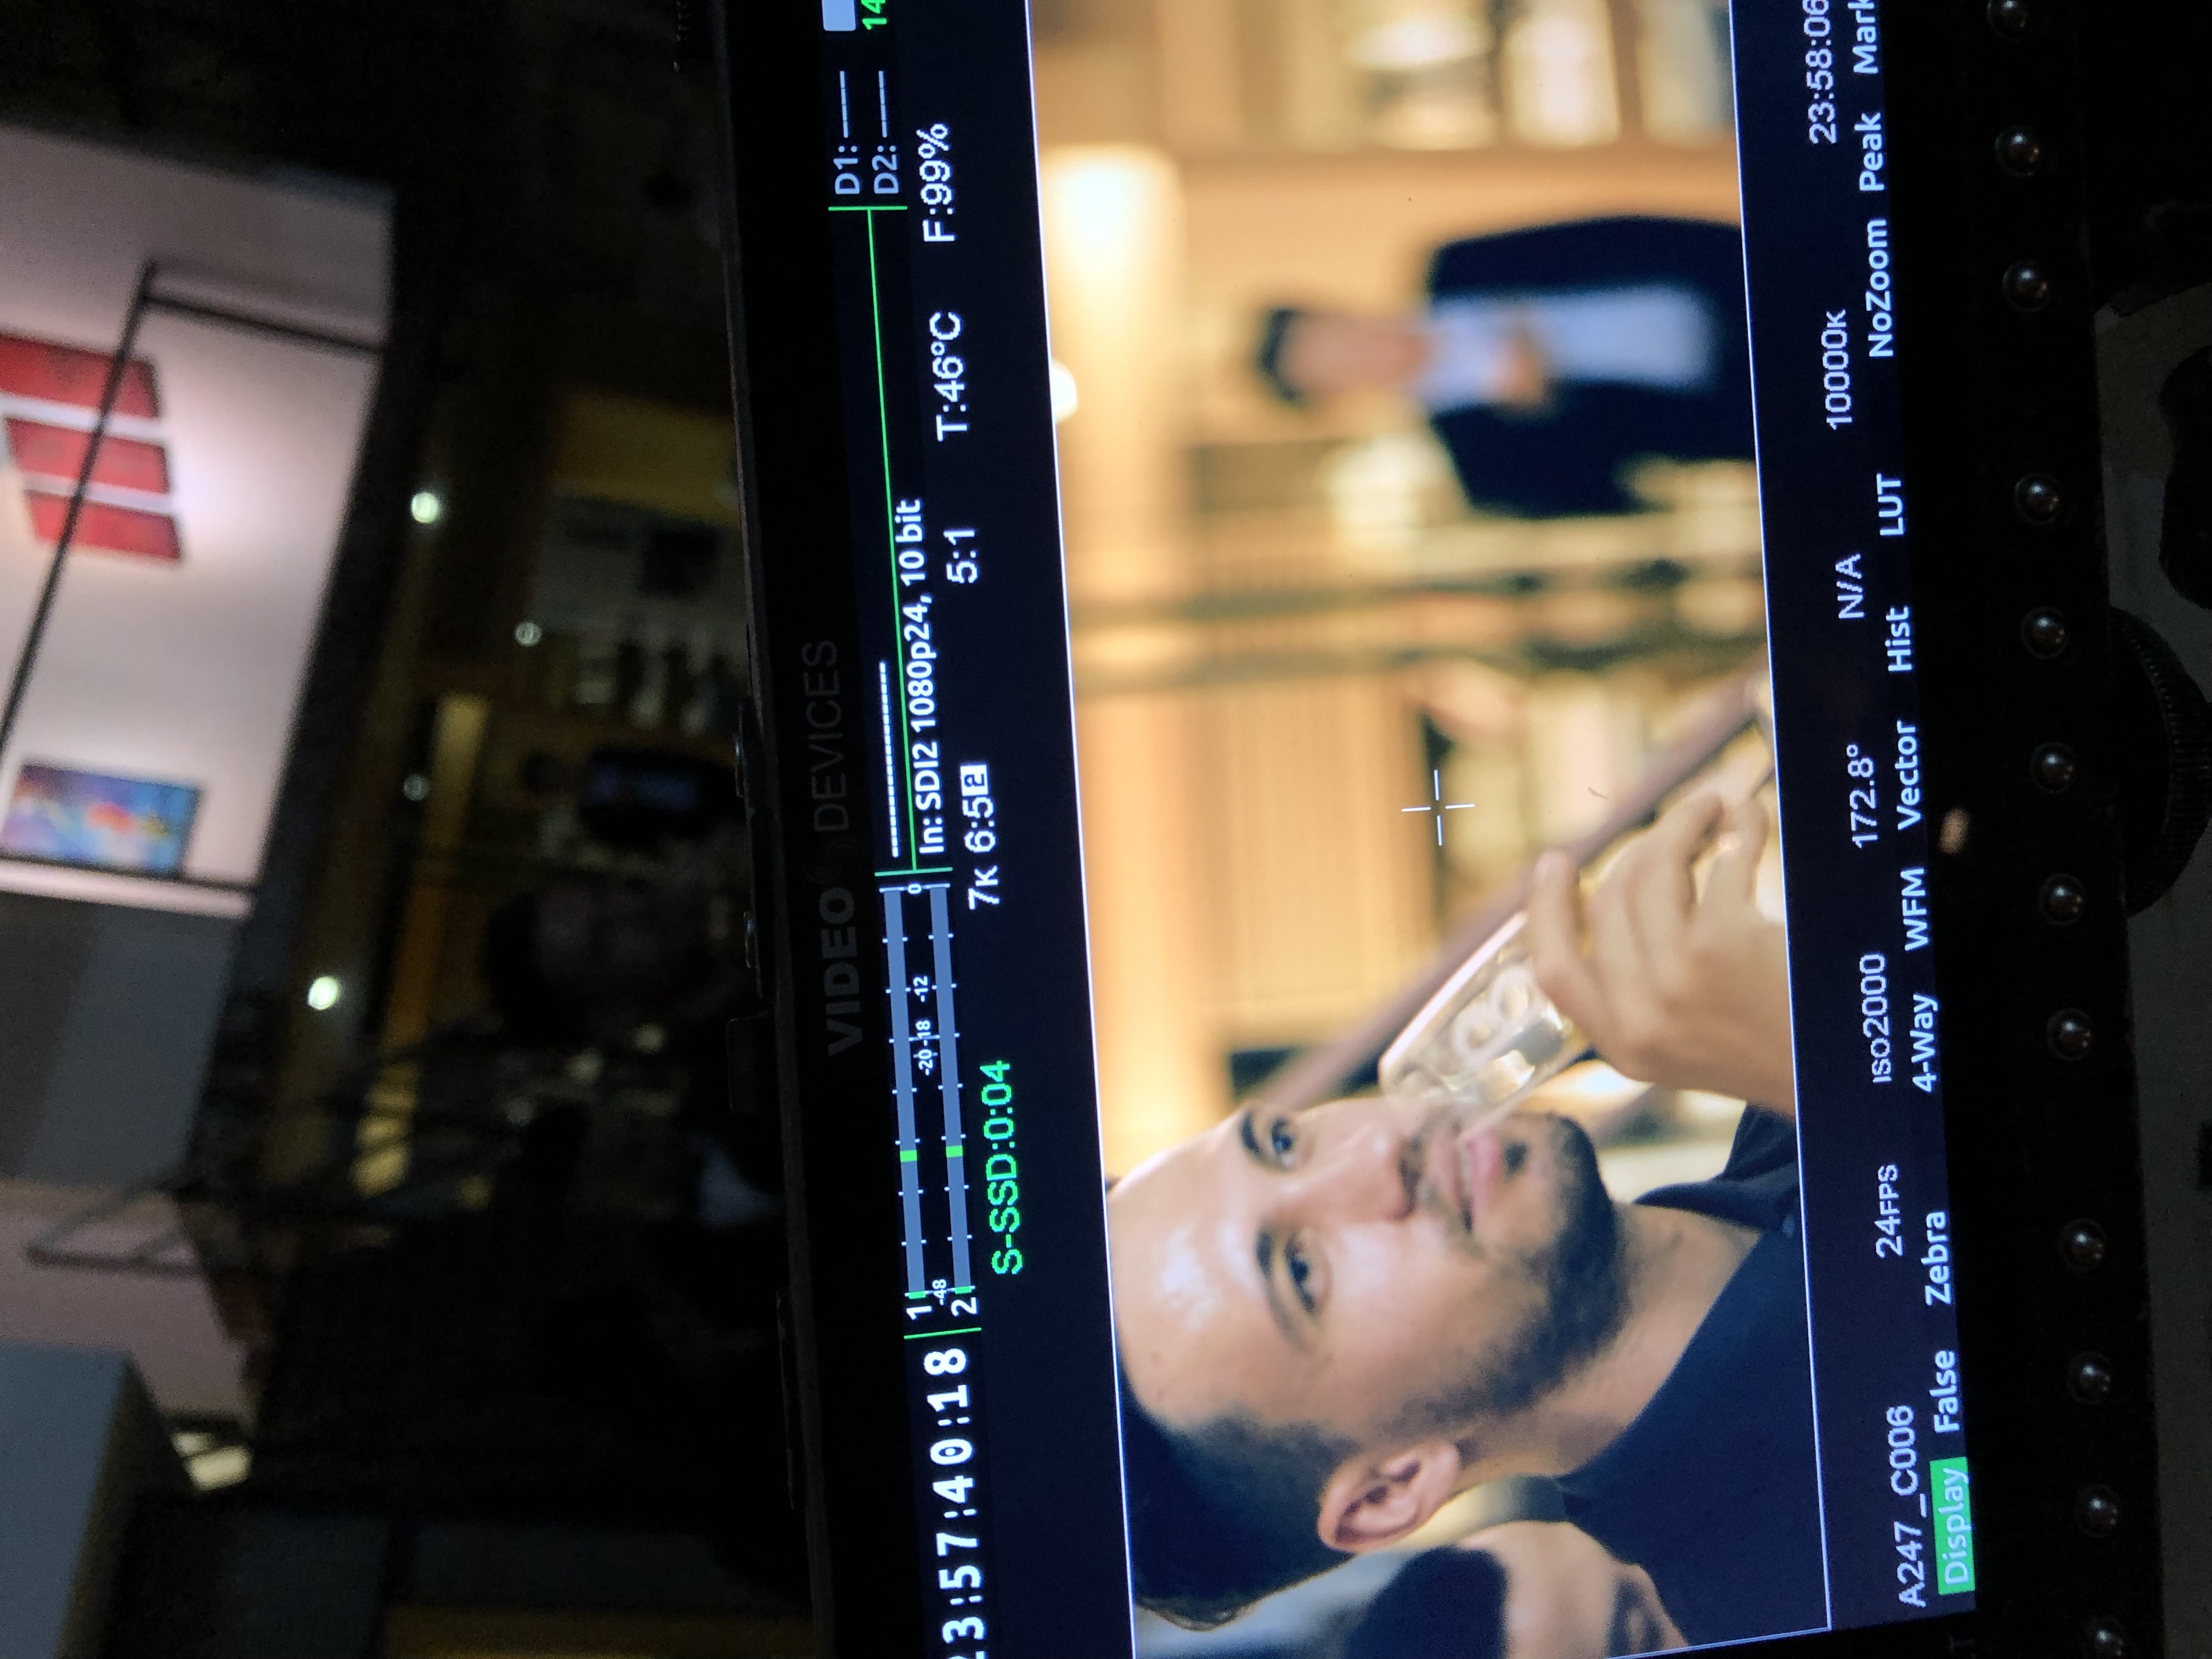 VIDEO DEVICES
23:57:40:18
1
-48
-20 -18 -12 0
2
D1: ----
D2: ----
14
In: SDI2 1080p24, 10 bit
S-SSD:0:04
7K 6:5 2
5:1
T:46°C
F:99%
A247_C006
24FPS
ISO2000
172.8°
N/A
10000K
23:58:06
Display False Zebra 4-Way WFM Vector Hist LUT NoZoom Peak Mark